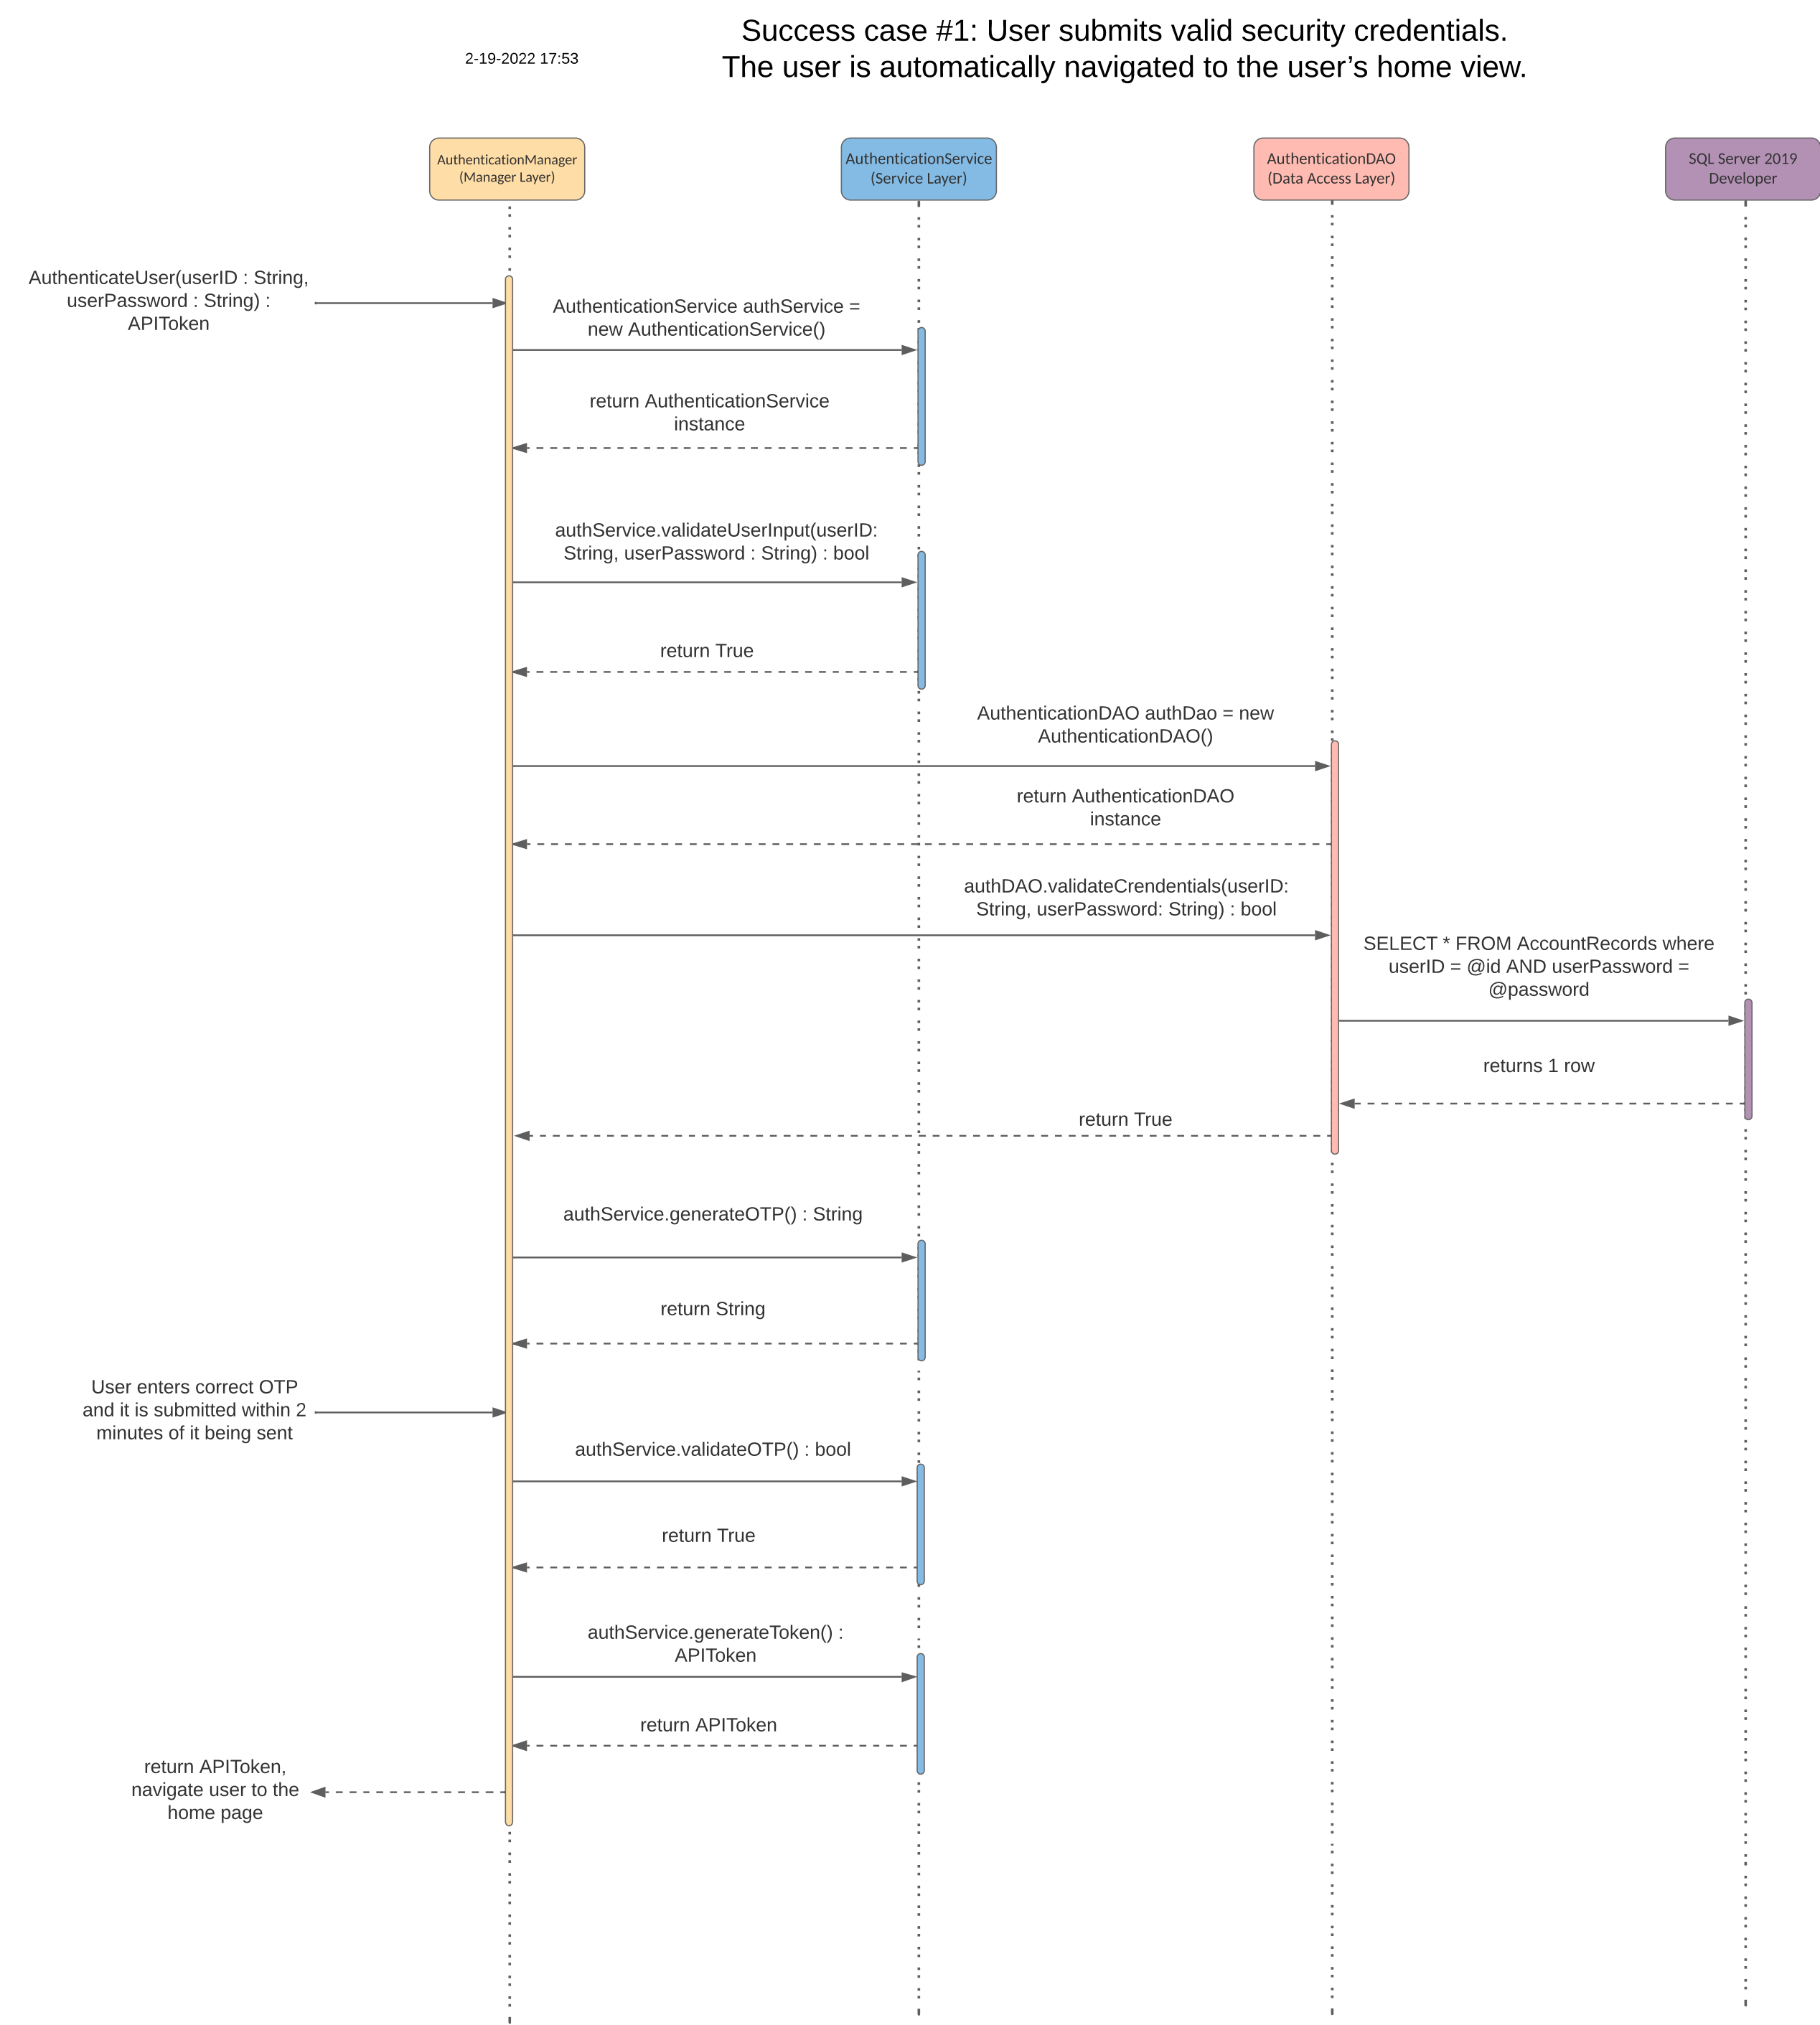 Success case #1: User submits valid security credentials.
The user is automatically navigated to the user’s home view.
2-19-2022 17:53
AuthenticationManager
(Manager Layer)
AuthenticationService
(Service Layer)
AuthenticationDAO
(Data Access Layer)
SQL Server 2019
Developer
AuthenticateUser(userID : String,
userPassword : String) :
APIToken
AuthenticationService authService =
new AuthenticationService()
return AuthenticationService
instance
authService.validateUserInput(userID:
String, userPassword : String) : bool
return True
AuthenticationDAO authDao = new
AuthenticationDAO()
return AuthenticationDAO
instance
authDAO.validateCrendentials(userID:
String, userPassword: String) : bool
SELECT * FROM AccountRecords where
userID = @id AND userPassword =
@password
returns 1 row
return True
authService.generateOTP() : String
return String
User enters correct OTP
and it is submitted within 2
minutes of it being sent
authService.validateOTP() : bool
return True
authService.generateToken() :
APIToken
return APIToken
return APIToken,
navigate user to the
home page